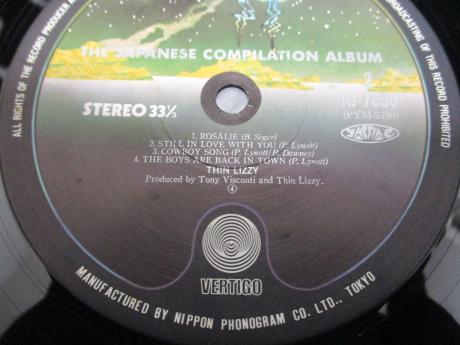 ALL RIGHTS OF THE RECORD PRODUCER A
BROADCASTING OF THIS RECORD PROHIBITED
THE JAPANESE COMPILATION ALBUM
2
RJ-7650
(PYM-5100)
STEREO 33⅓
JASRAC
1. ROSALIE (B. Seger)
2. STILL IN LOVE WITH YOU (P. Lynott)
3. COWBOY SONG (P. Lynott/ P. Downey)
4. THE BOYS ARE BACK IN TOWN (P. Lynott)
THIN LIZZY
Produced by Tony Visconti and Thin Lizzy.
④
VERTIGO
MANUFACTURED BY NIPPON PHONOGRAM CO. LTD., TOKYO